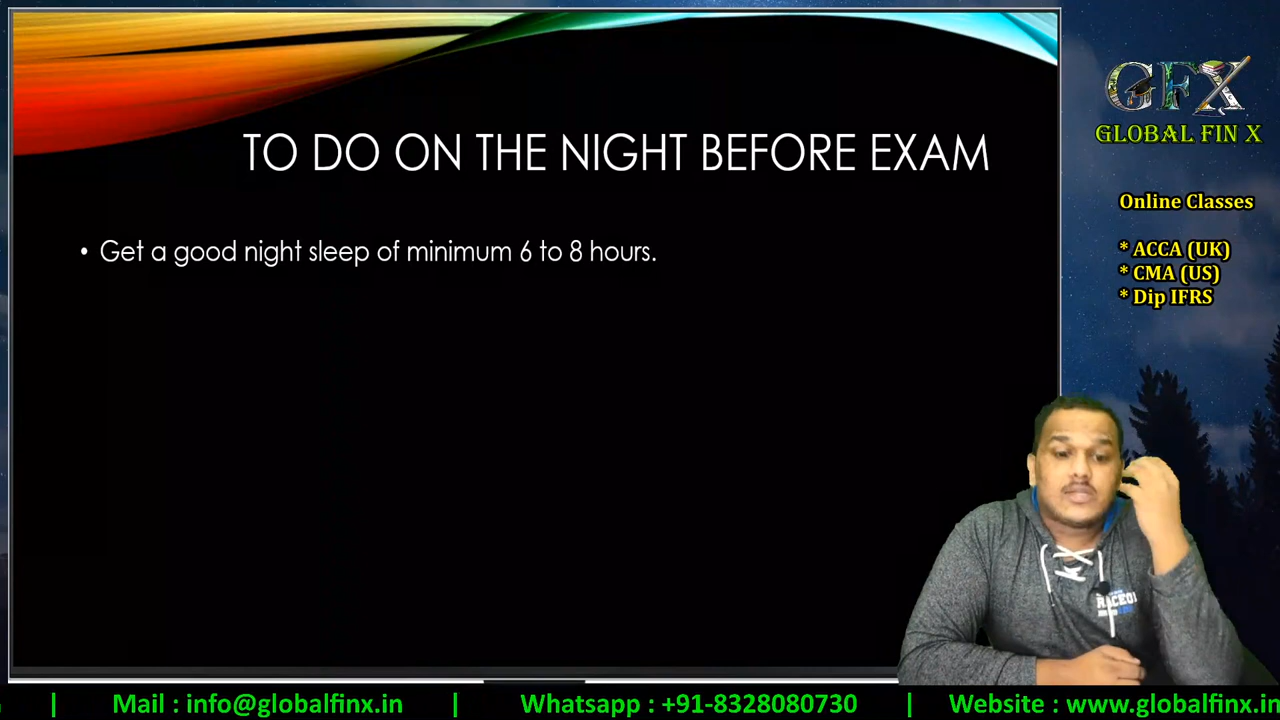 TO DO ON THE NIGHT BEFORE EXAM
• Get a good night sleep of minimum 6 to 8 hours.
GFX
GLOBAL FIN X
Online Classes
* ACCA (UK)
* CMA (US)
* Dip IFRS
| Mail : info@globalfinx.in | Whatsapp : +91-8328080730 | Website : www.globalfinx.in